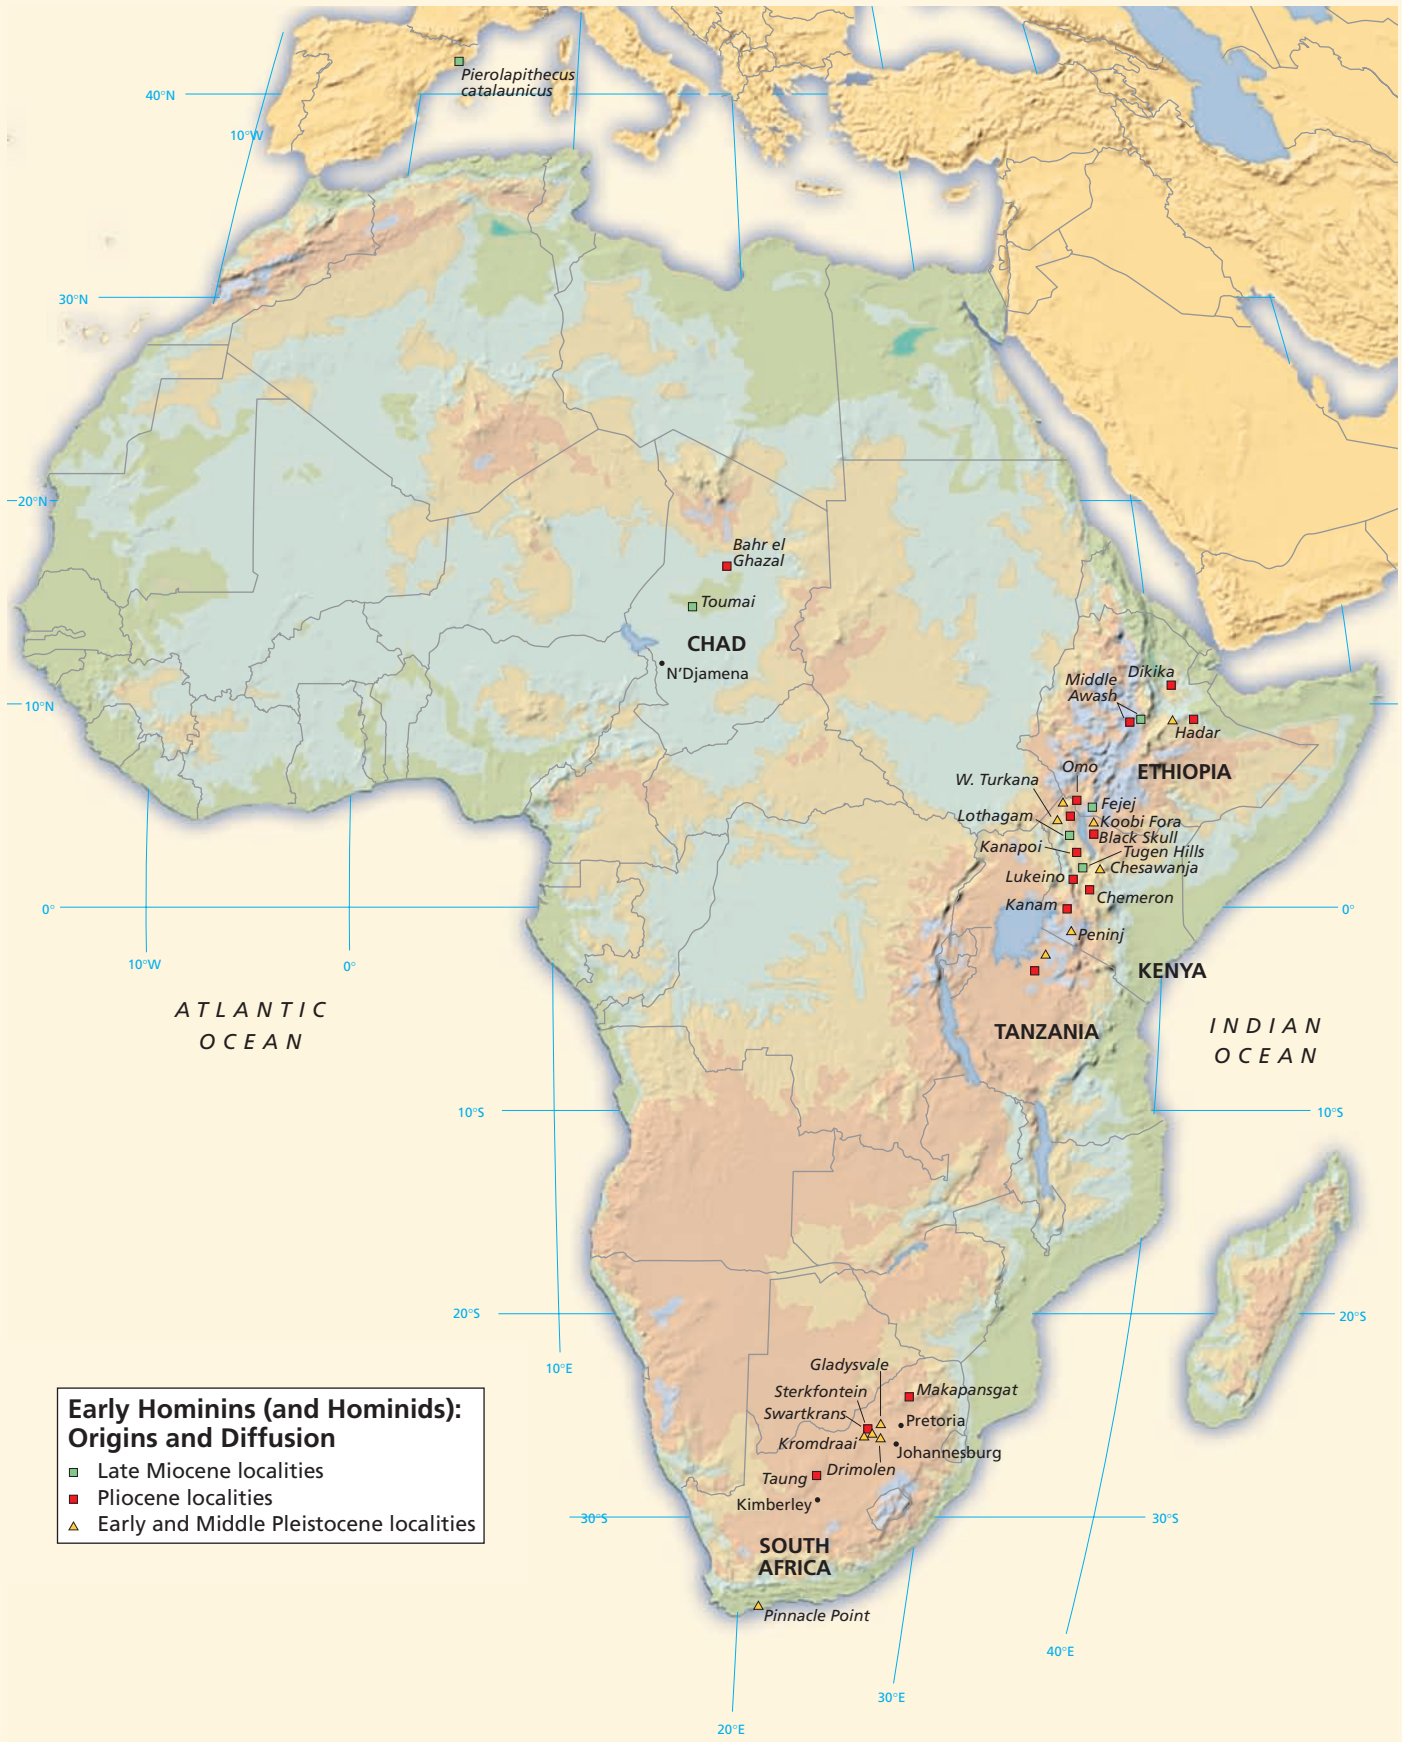 Pierolapithecus
catalaunicus
40°N
10°W
30°N
20°N
Bahr el
Ghazal
Toumai
CHAD
N'Djamena
10°N
Dikika
Middle
Awash
Hadar
Omo
ETHIOPIA
W. Turkana
Fejej
Lothagam
Koobi Fora
Black Skull
Kanapoi
Tugen Hills
Chesawanja
Lukeino
Chemeron
Kanam
0°
0°
Peninj
10°W
0°
KENYA
ATLANTIC
OCEAN
TANZANIA
INDIAN
OCEAN
10°S
10°S
20°S
20°S
10°E
Gladysvale
Sterkfontein
Makapansgat
Swartkrans
Pretoria
Kromdraai
Johannesburg
Drimolen
Taung
Kimberley
30°S
30°S
SOUTH
AFRICA
Pinnacle Point
40°E
30°E
20°E
Early Hominins (and Hominids):
Origins and Diffusion
Late Miocene localities
Pliocene localities
Early and Middle Pleistocene localities